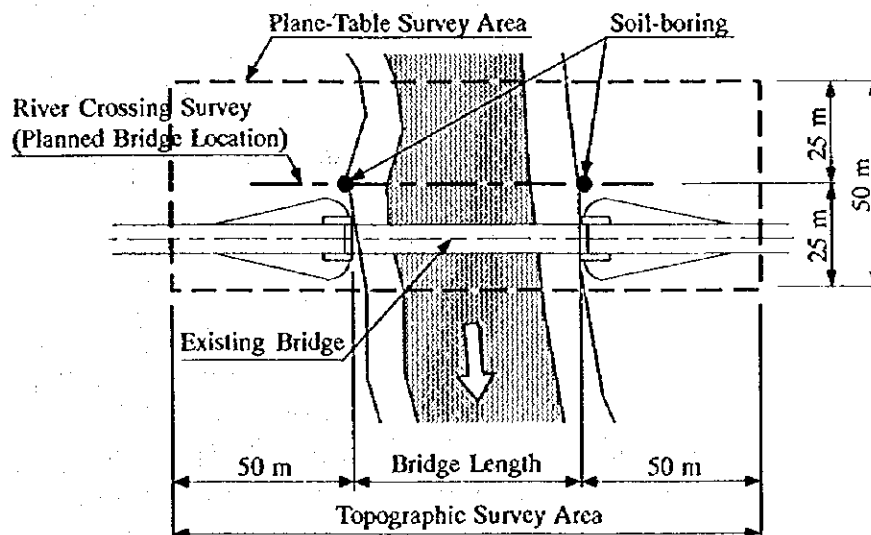 Plane-Table Survey Area
Soil-boring
River Crossing Survey
(Planned Bridge Location)
25 m
50 m
25 m
Existing Bridge
50 m
Bridge Length
50 m
Topographic Survey Area